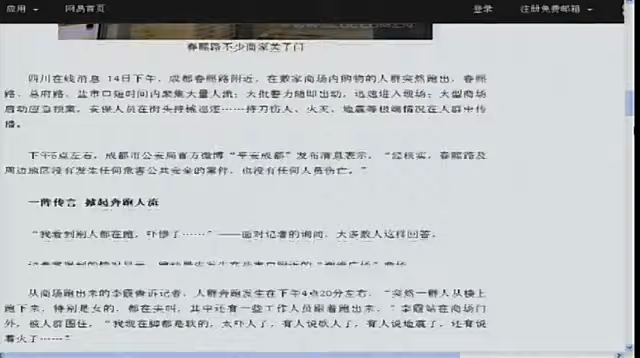 应用 网易首页 登录 注册免费邮箱
春熙路不少商家关了门
四川在线消息 14日下午，成都春熙路附近，在数家商场内购物的人群突然跑出，春熙
路、总府路、盐市口短时间内聚集大量人流；大批警力随即出动，迅速进入现场；大型商场
启动应急预案，安保人员在街头持械巡逻……持刀伤人、火灾、地震等极端情况在人群中传
播。
下午5点左右，成都市公安局官方微博“平安成都”发布消息表示，“经核实，春熙路及
周边地区没有发生任何危害公共安全的案件，也没有任何人员伤亡。”
一阵传言 掀起奔跑人流
“我看到别人都在跑，吓惨了……”——面对记者的询问，大多数人这样回答。
从商场跑出来的李霞告诉记者，人群奔跑发生在下午4点20分左右，“突然一群人从楼上
跑下来，特别是女的，都在尖叫，其中还有一些工作人员跟着跑出来，”李霞站在商场门
外，被人群围住，“我现在脚都是软的，太吓人了，有人说砍人了，有人说地震了，还有说
着火了……”